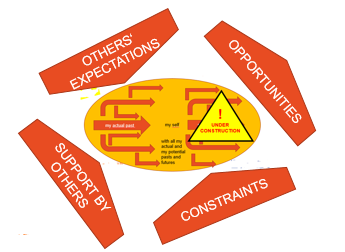 OTHERS'
EXPECTATIONS
OPPORTUNITIES
my actual past.
my self
with all my
actual and
my potential
pasts and
futures
!
UNDER
CONSTRUCTION
SUPPORT BY
OTHERS
CONSTRAINTS